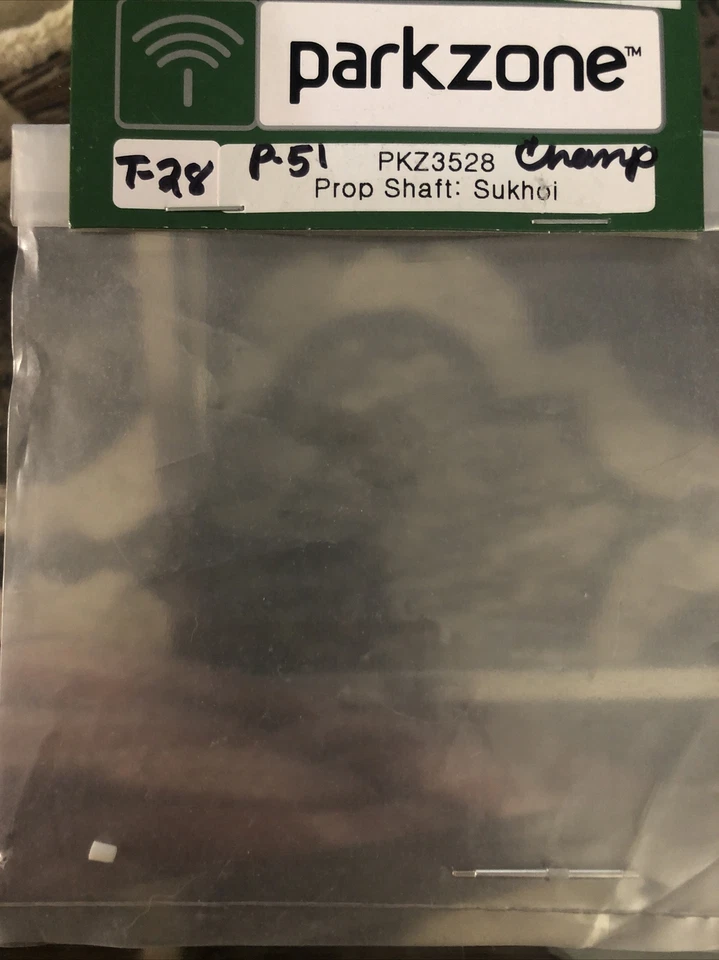 parkzone™
T-28 P-51 PKZ3528 Champ
Prop Shaft: Sukhoi